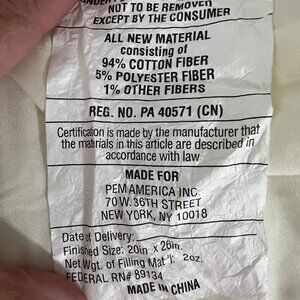 NOT TO BE REMOVED
EXCEPT BY THE CONSUMER
ALL NEW MATERIAL
consisting of
94% COTTON FIBER
5% POLYESTER FIBER
1% OTHER FIBERS
REG. NO. PA 40571 (CN)
Certification is made by the manufacturer that
the materials in this article are described in
accordance with law
MADE FOR
PEM AMERICA INC.
70 W. 36TH STREET
NEW YORK, NY 10018
Date of Delivery:
Finished Size: 20in x 26in.
Net Wgt. of Filling Mat'l: 2oz.
FEDERAL RN# 89134
MADE IN CHINA